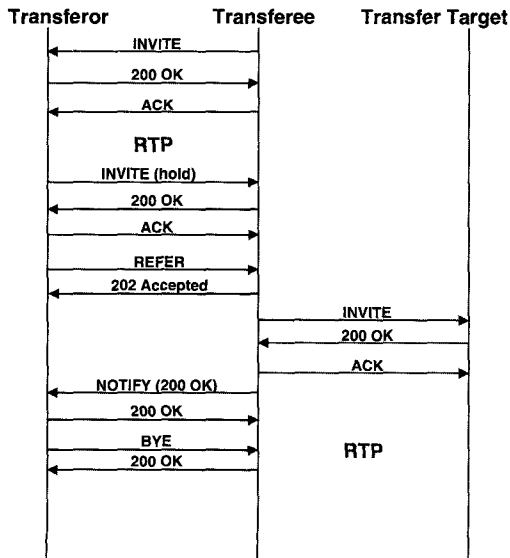 Transferor Transferee Transfer Target
INVITE
200 OK
ACK
RTP
INVITE (hold)
200 OK
ACK
REFER
202 Accepted
INVITE
200 OK
ACK
NOTIFY (200 OK)
200 OK
BYE
RTP
200 OK